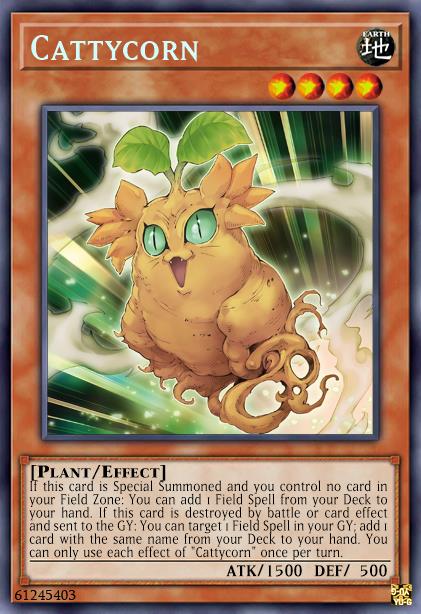 CATTYCORN
EARTH
地
[PLANT/EFFECT]
If this card is Special Summoned and you control no card in
your Field Zone: You can add 1 Field Spell from your Deck to
your hand. If this card is destroyed by battle or card effect
and sent to the GY: You can target 1 Field Spell in your GY; add 1
card with the same name from your Deck to your hand. You
can only use each effect of "Cattycorn" once per turn.
ATK/1500 DEF/ 500
61245403